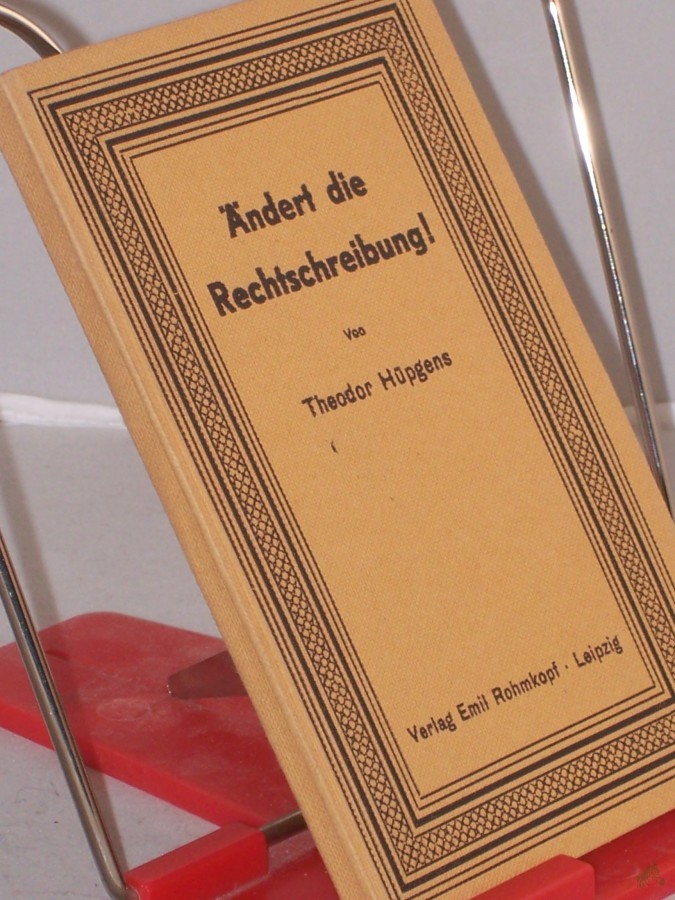 Ändert die
Rechtschreibung!
Von
Theodor Hüpgens
Verlag Emil Rohmkopf · Leipzig